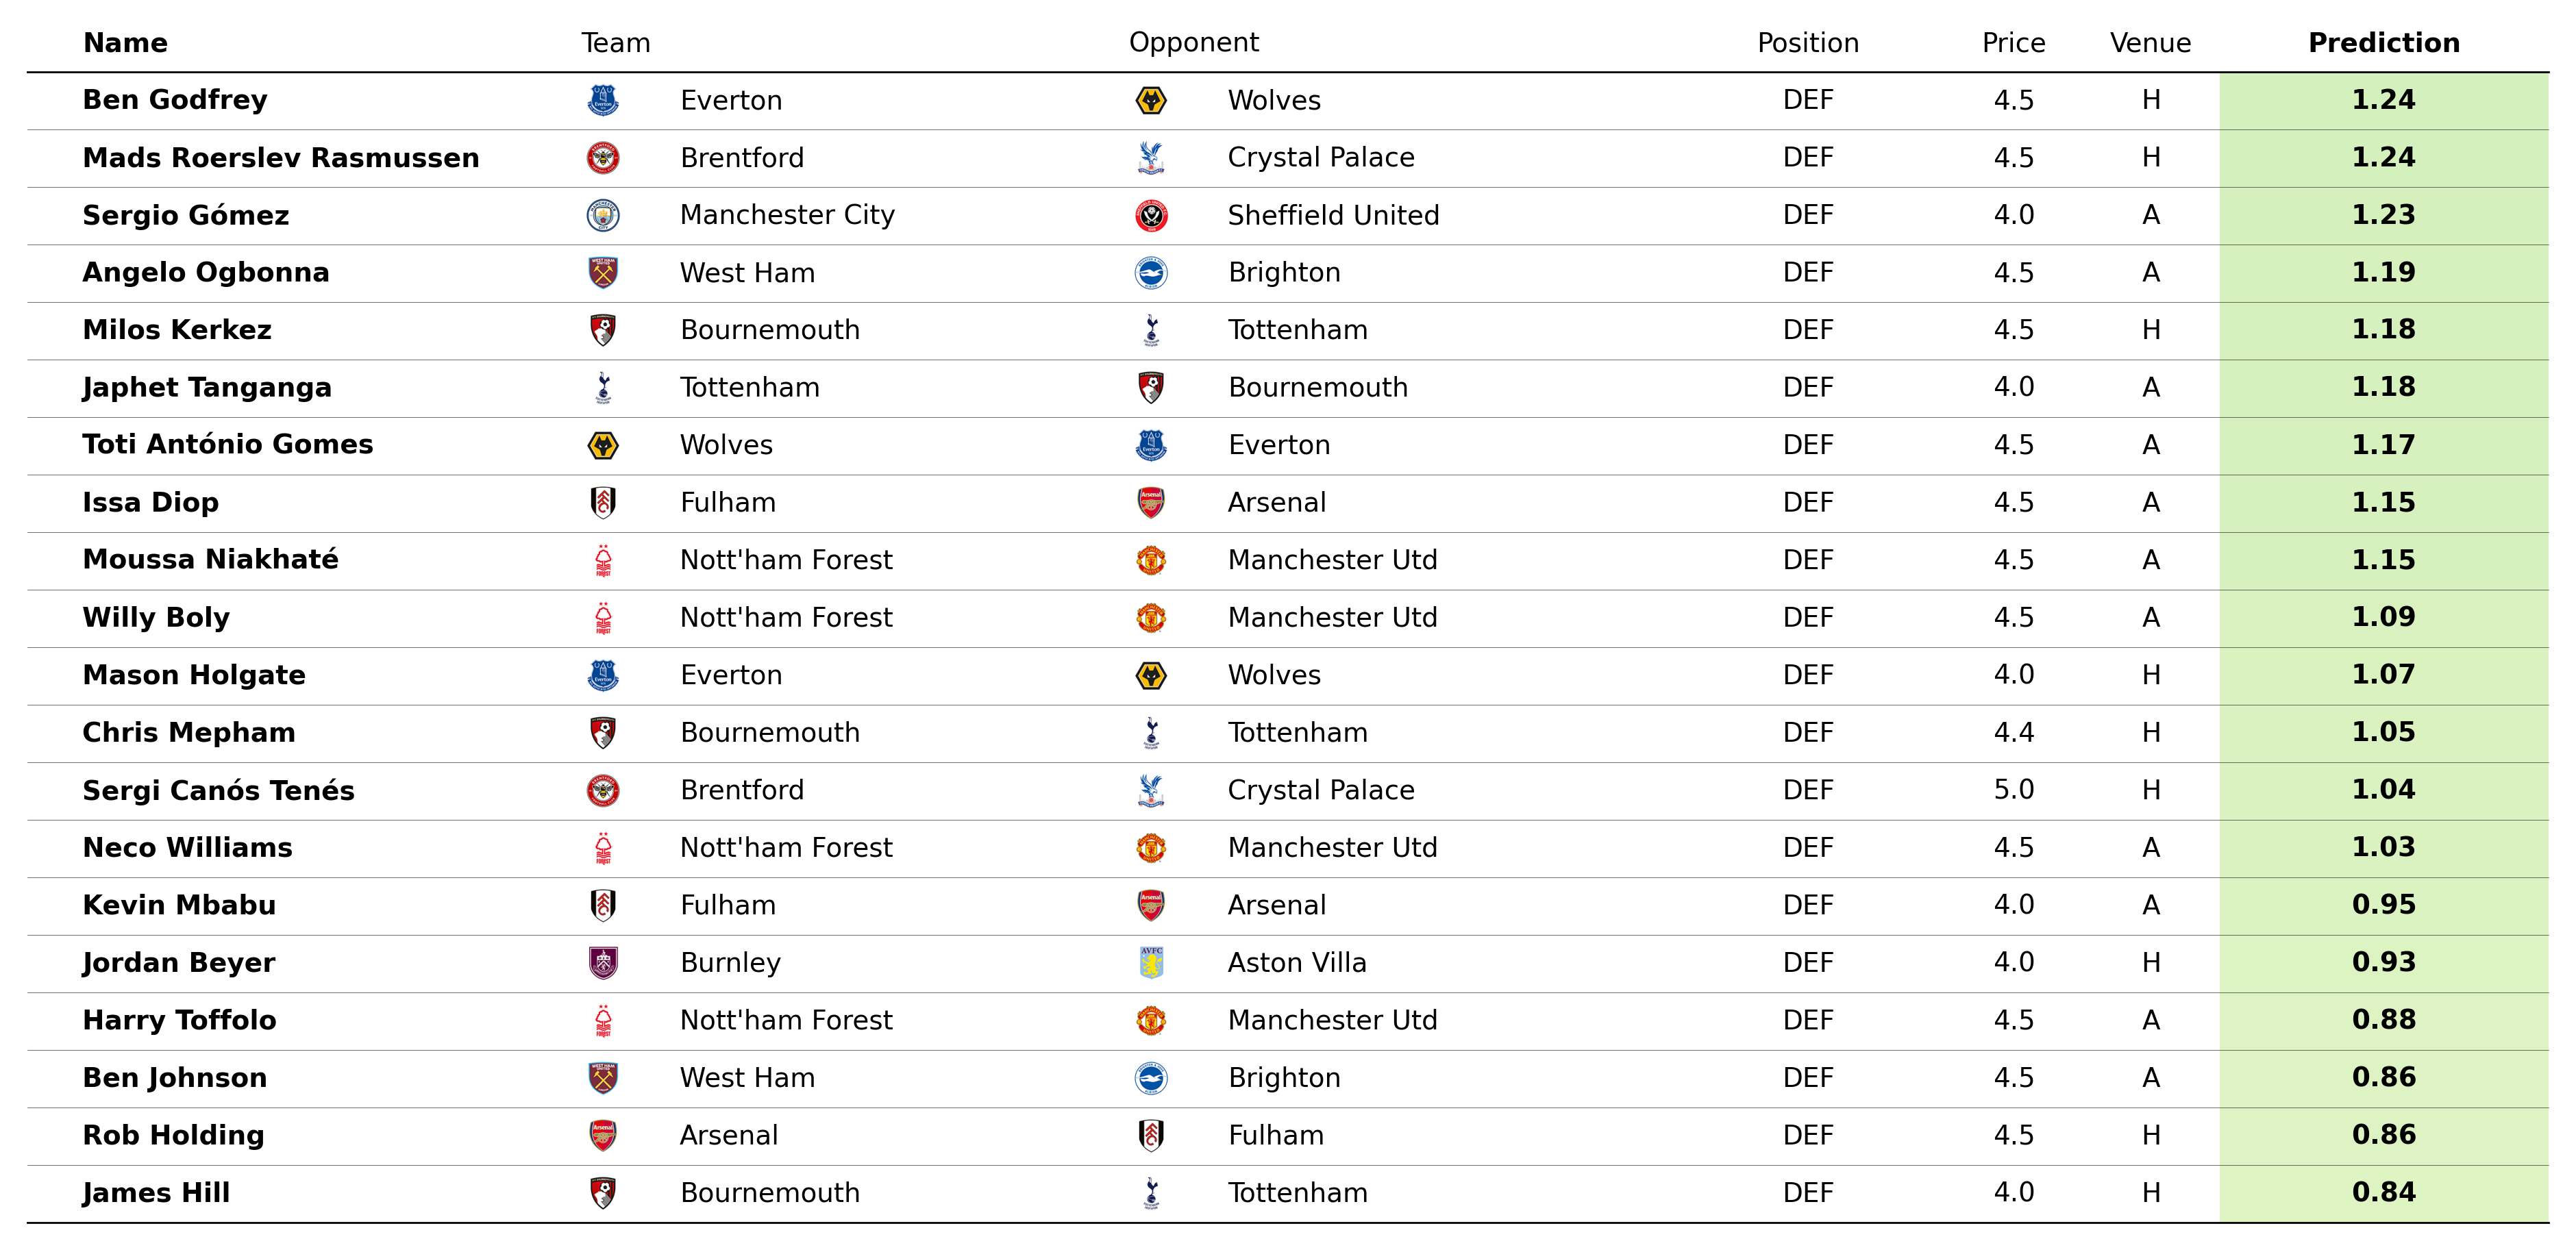 Name Team Opponent Position Price Venue Prediction
Ben Godfrey Everton Wolves DEF 4.5 H 1.24
Mads Roerslev Rasmussen Brentford Crystal Palace DEF 4.5 H 1.24
Sergio Gómez Manchester City Sheffield United DEF 4.0 A 1.23
Angelo Ogbonna West Ham Brighton DEF 4.5 A 1.19
Milos Kerkez Bournemouth Tottenham DEF 4.5 H 1.18
Japhet Tanganga Tottenham Bournemouth DEF 4.0 A 1.18
Toti António Gomes Wolves Everton DEF 4.5 A 1.17
Issa Diop Fulham Arsenal DEF 4.5 A 1.15
Moussa Niakhaté Nott'ham Forest Manchester Utd DEF 4.5 A 1.15
Willy Boly Nott'ham Forest Manchester Utd DEF 4.5 A 1.09
Mason Holgate Everton Wolves DEF 4.0 H 1.07
Chris Mepham Bournemouth Tottenham DEF 4.4 H 1.05
Sergi Canós Tenés Brentford Crystal Palace DEF 5.0 H 1.04
Neco Williams Nott'ham Forest Manchester Utd DEF 4.5 A 1.03
Kevin Mbabu Fulham Arsenal DEF 4.0 A 0.95
Jordan Beyer Burnley Aston Villa DEF 4.0 H 0.93
Harry Toffolo Nott'ham Forest Manchester Utd DEF 4.5 A 0.88
Ben Johnson West Ham Brighton DEF 4.5 A 0.86
Rob Holding Arsenal Fulham DEF 4.5 H 0.86
James Hill Bournemouth Tottenham DEF 4.0 H 0.84